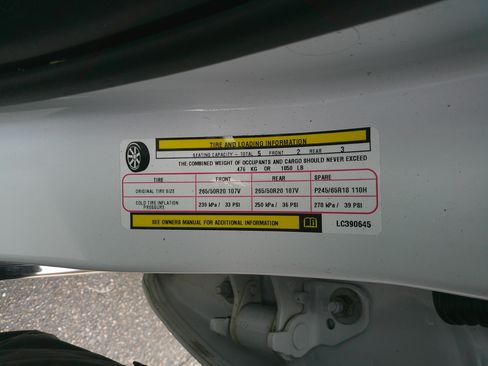 TIRE AND LOADING INFORMATION
SEATING CAPACITY - TOTAL 5 FRONT 2 REAR 3
THE COMBINED WEIGHT OF OCCUPANTS AND CARGO SHOULD NEVER EXCEED
476 KG OR 1050 LB
TIRE FRONT REAR SPARE
ORIGINAL TIRE SIZE 265/50R20 107V 265/50R20 107V P245/65R18 110H
COLD TIRE INFLATION PRESSURE 230 kPa / 33 PSI 250 kPa / 36 PSI 270 kPa / 39 PSI
SEE OWNERS MANUAL FOR ADDITIONAL INFORMATION LC390645